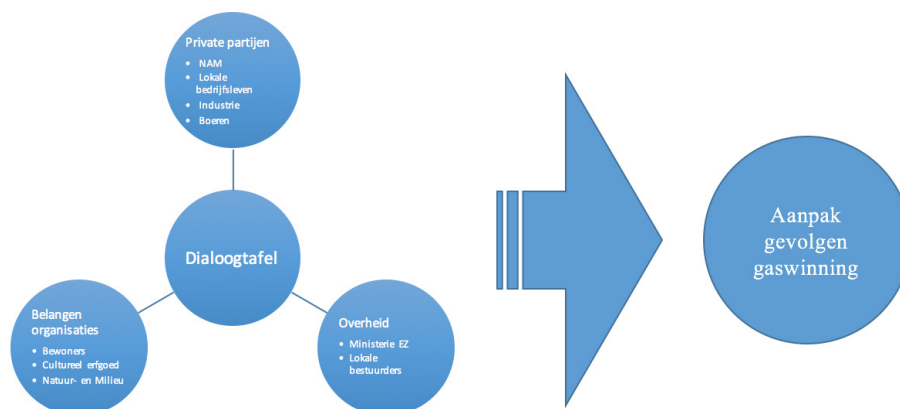 Private partijen
• NAM
• Lokale
bedrijfsleven
• Industrie
• Boeren
Dialoogtafel
Belangen
organisaties
• Bewoners
• Cultureel erfgoed
• Natuur- en Milieu
Overheid
• Ministerie EZ
• Lokale
bestuurders
Aanpak
gevolgen
gaswinning